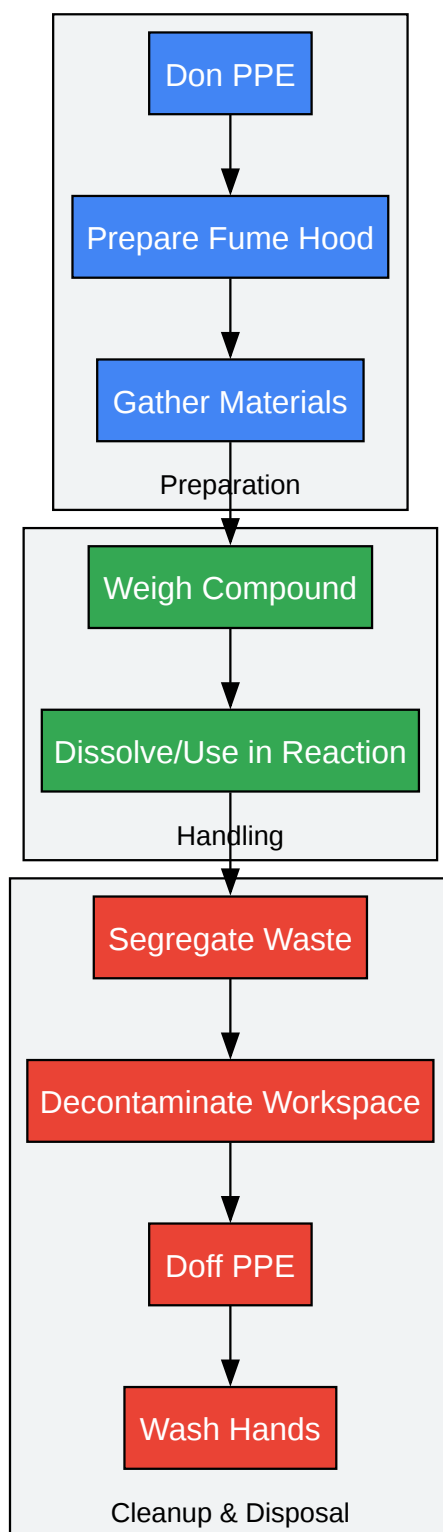 Don PPE
Prepare Fume Hood
Gather Materials
Preparation
Weigh Compound
Dissolve/Use in Reaction
Handling
Segregate Waste
Decontaminate Workspace
Doff PPE
Wash Hands
Cleanup & Disposal